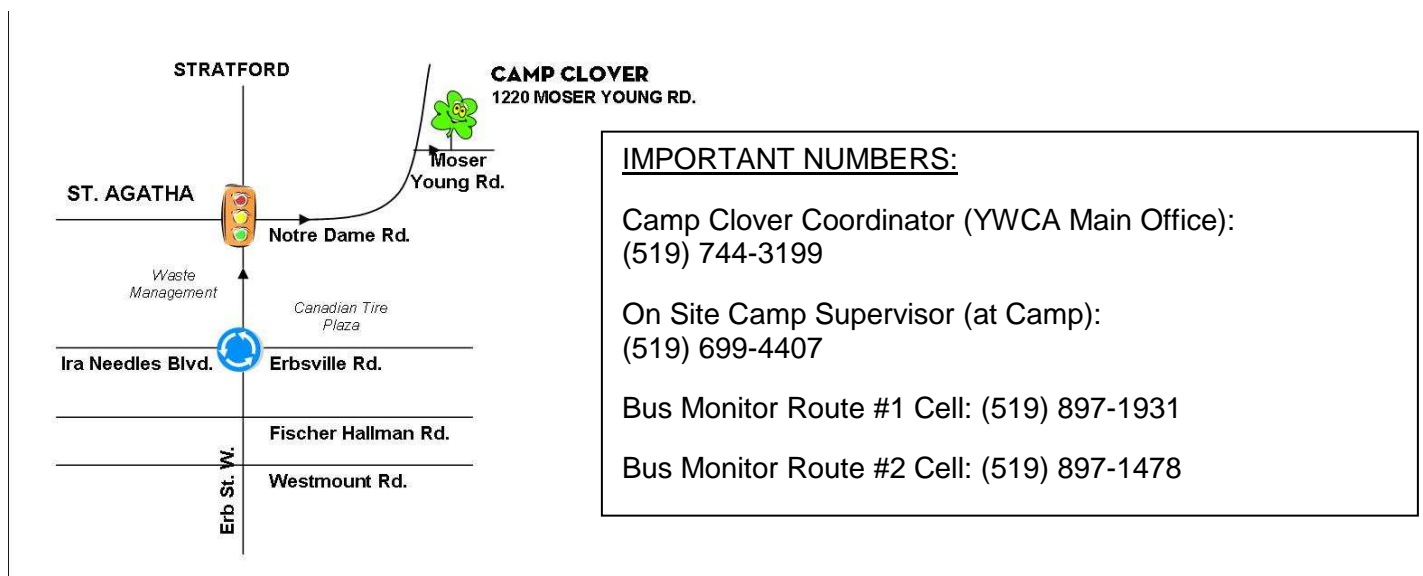 STRATFORD
CAMP CLOVER
1220 MOSER YOUNG RD.
Moser
Young Rd.
ST. AGATHA
Notre Dame Rd.
Waste
Management
Canadian Tire
Plaza
Ira Needles Blvd.
Erbsville Rd.
Fischer Hallman Rd.
Westmount Rd.
Erb St. W.
IMPORTANT NUMBERS:
Camp Clover Coordinator (YWCA Main Office):
(519) 744-3199
On Site Camp Supervisor (at Camp):
(519) 699-4407
Bus Monitor Route #1 Cell: (519) 897-1931
Bus Monitor Route #2 Cell: (519) 897-1478